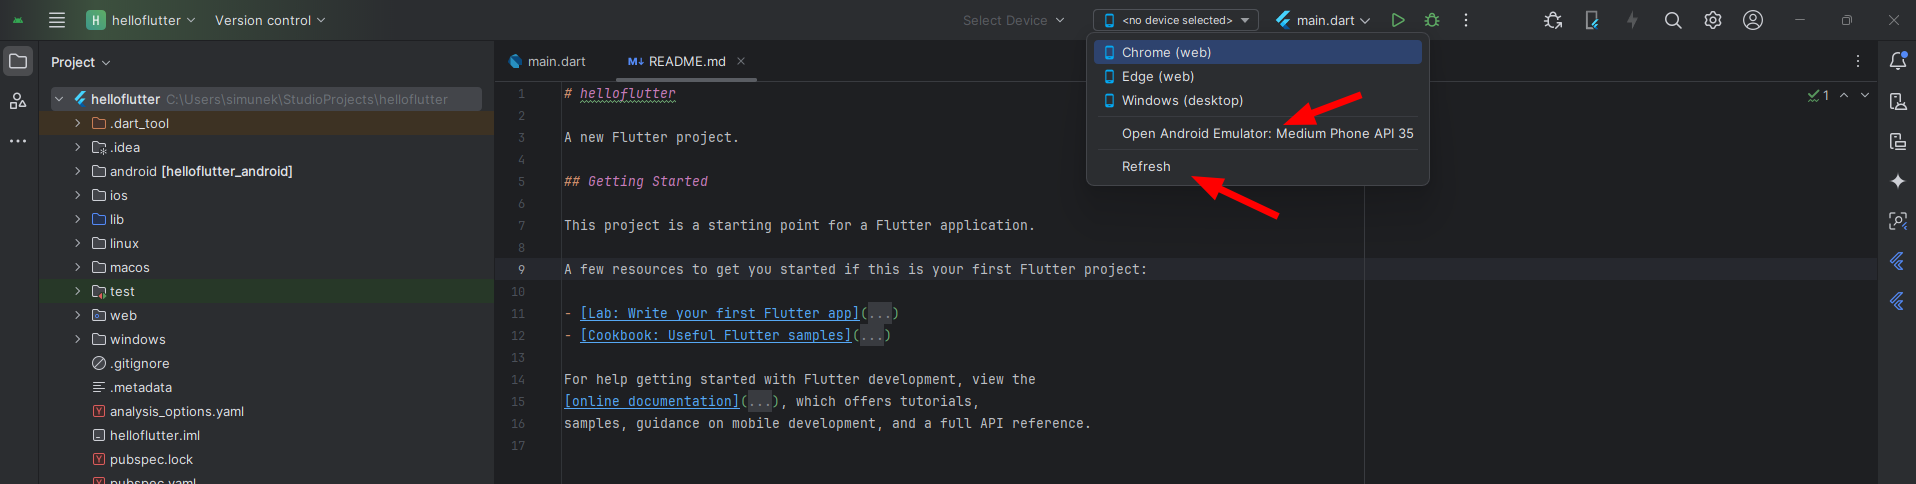 H helloflutter Version control Select Device <no device selected> main.dart
Project
helloflutter C:\Users\simunek\StudioProjects\helloflutter
.dart_tool
.idea
android [helloflutter_android]
ios
lib
linux
macos
test
web
windows
.gitignore
.metadata
analysis_options.yaml
helloflutter.iml
pubspec.lock
pubspec.yaml
main.dart M↓ README.md
Chrome (web)
Edge (web)
Windows (desktop)
Open Android Emulator: Medium Phone API 35
Refresh
1
1 # helloflutter
2
3 A new Flutter project.
4
5 ## Getting Started
6
7 This project is a starting point for a Flutter application.
8
9 A few resources to get you started if this is your first Flutter project:
10
11 - [Lab: Write your first Flutter app](...)
12 - [Cookbook: Useful Flutter samples](...)
13
14 For help getting started with Flutter development, view the
15 [online documentation](...), which offers tutorials,
16 samples, guidance on mobile development, and a full API reference.
17